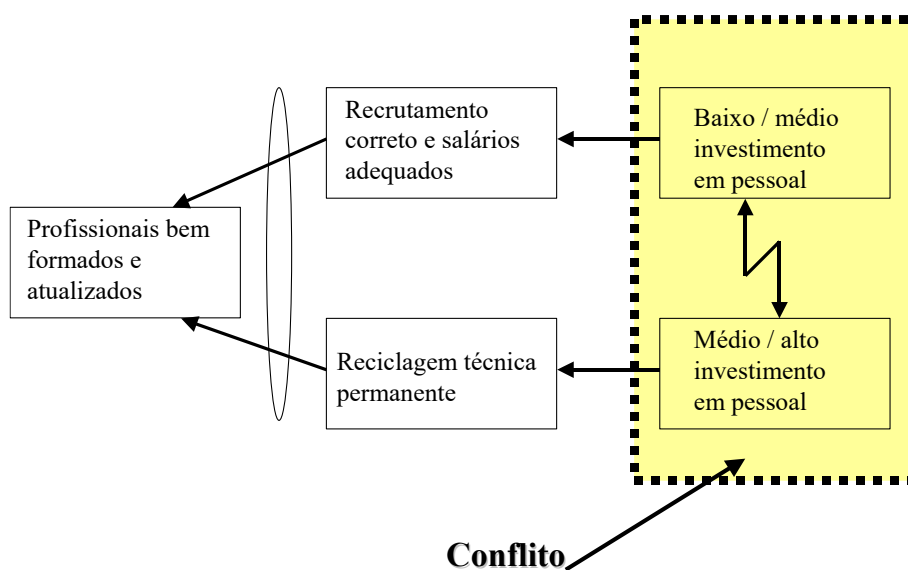 Recrutamento
correto e salários
adequados
Baixo / médio
investimento
em pessoal
Profissionais bem
formados e
atualizados
Reciclagem técnica
permanente
Médio / alto
investimento
em pessoal
Conflito